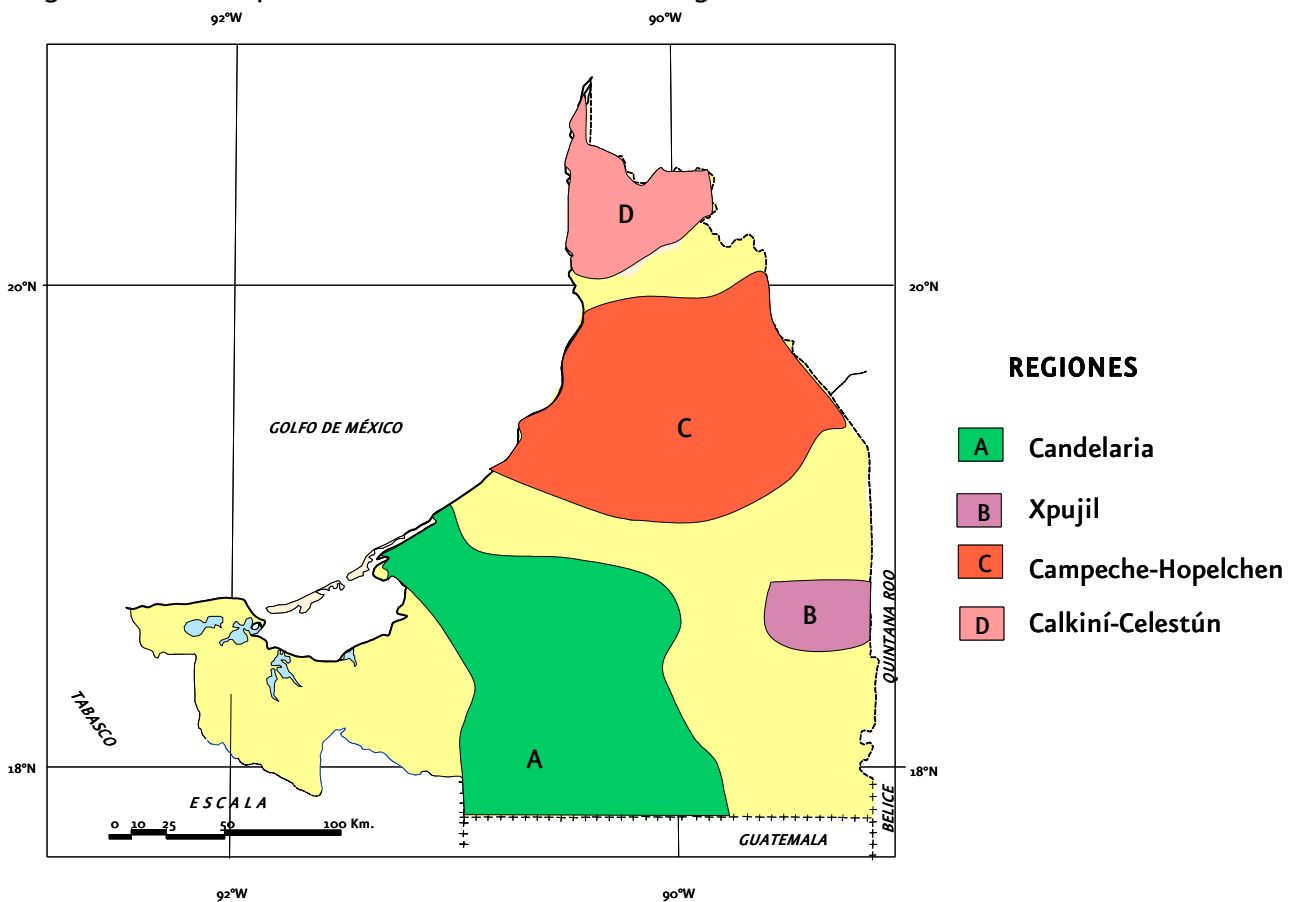 92°W 90°W
D
20°N 20°N
REGIONES
GOLFO DE MÉXICO
C
A Candelaria
B Xpujil
C Campeche-Hopelchen
D Calkiní-Celestún
B
QUINTANA ROO
TABASCO
A
18°N 18°N
ESCALA
0 10 25 50 100 Km.
BELICE
GUATEMALA
92°W 90°W